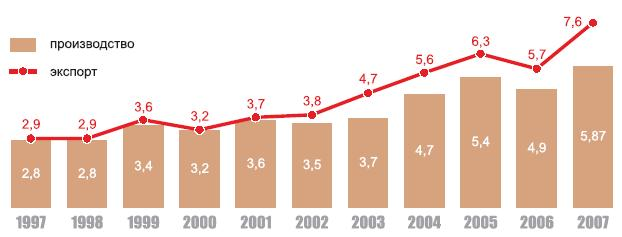 производство
экспорт
2,9 2,9 3,6 3,2 3,7 3,8 4,7 5,6 6,3 5,7 7,6
2,8 2,8 3,4 3,2 3,6 3,5 3,7 4,7 5,4 4,9 5,87
1997 1998 1999 2000 2001 2002 2003 2004 2005 2006 2007